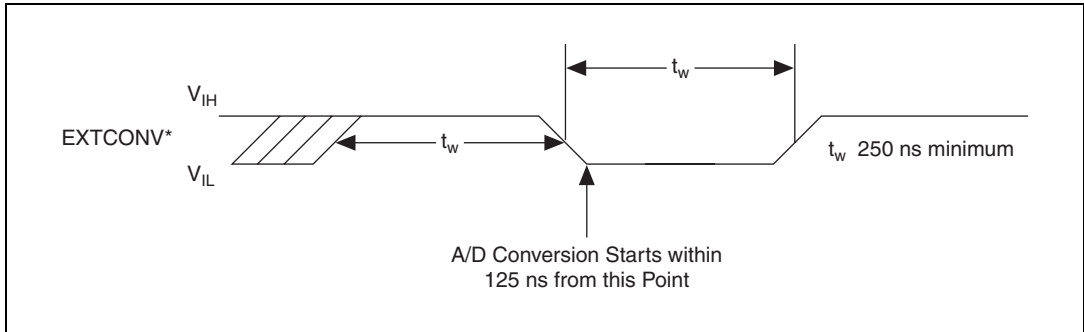 t_w
V_IH
EXTCONV*
t_w
t_w 250 ns minimum
V_IL
A/D Conversion Starts within
125 ns from this Point